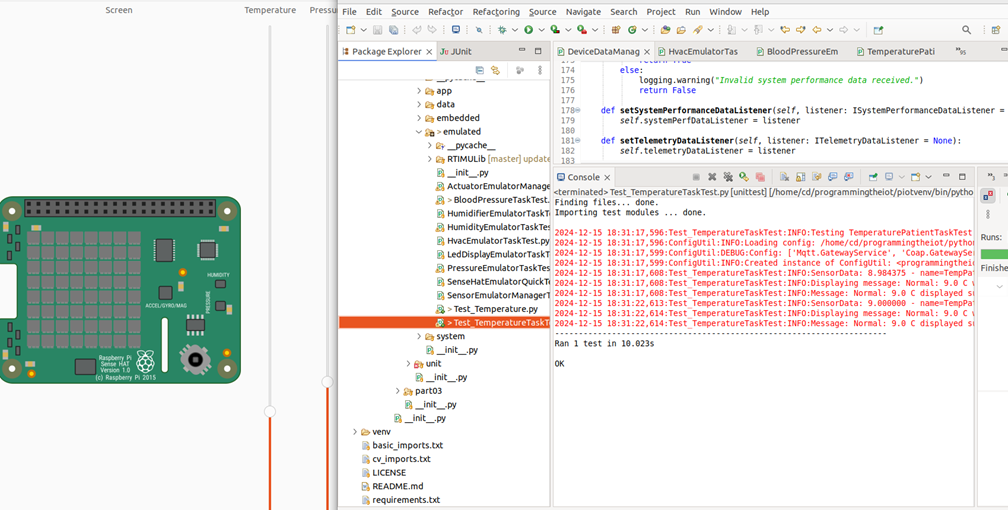 Screen
Temperature
Pressu
HUMIDITY
PRESSURE
ACCEL/GYRO/MAG
Raspberry Pi
Sense HAT
Version 1.0
(c) Raspberry Pi 2015
File Edit Source Refactor Refactoring Source Navigate Search Project Run Window Help
Package Explorer
JUnit
__pycache__
app
data
embedded
> emulated
__pycache__
RTIMULib [master] update
__init__.py
ActuatorEmulatorManage
> BloodPressureTaskTest.
HumidifierEmulatorTaskT
HumidityEmulatorTaskTe
HvacEmulatorTaskTest.py
LedDisplayEmulatorTaskT
PressureEmulatorTaskTe
SenseHatEmulatorQuickT
SensorEmulatorManagerT
> Test_Temperature.py
> Test_TemperatureTaskTe
system
__init__.py
unit
__init__.py
part03
__init__.py
__init__.py
venv
basic_imports.txt
cv_imports.txt
LICENSE
README.md
requirements.txt
DeviceDataManag
HvacEmulatorTas
BloodPressureEm
TemperaturePati
95
173 return True
174 else:
175 logging.warning("Invalid system performance data received.")
176 return False
177
178 def setSystemPerformanceDataListener(self, listener: ISystemPerformanceDataListener =
179 self.systemPerfDataListener = listener
180
181 def setTelemetryDataListener(self, listener: ITelemetryDataListener = None):
182 self.telemetryDataListener = listener
183
Console
3
<terminated> Test_TemperatureTaskTest.py [unittest] [/home/cd/programmingtheiot/piotvenv/bin/python
Finding files... done.
Importing test modules ... done.
2024-12-15 18:31:17,596:Test_TemperatureTaskTest:INFO:Testing TemperaturePatientTaskTest
2024-12-15 18:31:17,596:ConfigUtil:INFO:Loading config: /home/cd/programmingtheiot/python
2024-12-15 18:31:17,599:ConfigUtil:DEBUG:Config: ['Mqtt.GatewayService', 'Coap.GatewaySer
2024-12-15 18:31:17,599:ConfigUtil:INFO:Created instance of ConfigUtil: <programmingtheio
2024-12-15 18:31:17,608:Test_TemperatureTaskTest:INFO:SensorData: 8.984375 - name=TempPat
2024-12-15 18:31:17,608:Test_TemperatureTaskTest:INFO:Displaying message: Normal: 9.0 C w
2024-12-15 18:31:17,608:Test_TemperatureTaskTest:INFO:Message: Normal: 9.0 C displayed su
2024-12-15 18:31:22,613:Test_TemperatureTaskTest:INFO:SensorData: 9.000000 - name=TempPat
2024-12-15 18:31:22,614:Test_TemperatureTaskTest:INFO:Displaying message: Normal: 9.0 C w
2024-12-15 18:31:22,614:Test_TemperatureTaskTest:INFO:Message: Normal: 9.0 C displayed su
----------------------------------------------------------------------
Ran 1 test in 10.023s
OK
Runs:
Finishe